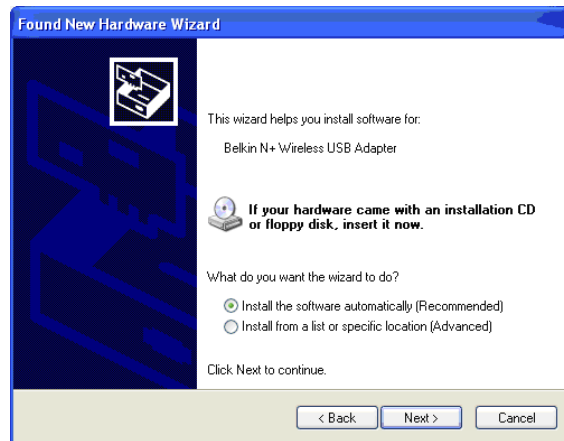 Found New Hardware Wizard
This wizard helps you install software for:
Belkin N+ Wireless USB Adapter
If your hardware came with an installation CD
or floppy disk, insert it now.
What do you want the wizard to do?
Install the software automatically (Recommended)
Install from a list or specific location (Advanced)
Click Next to continue.
< Back Next > Cancel